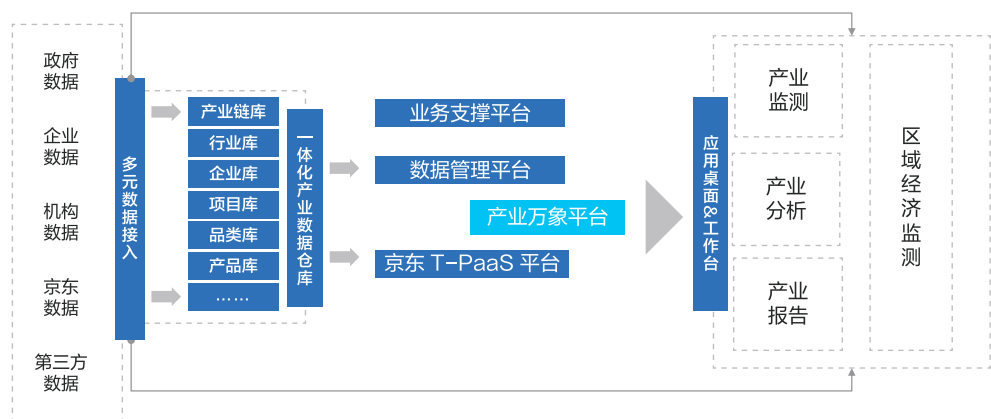 政府
数据
企业
数据
机构
数据
京东
数据
第三方
数据
多元数据接入
产业链库
行业库
企业库
项目库
品类库
产品库
……
一体化产业数据仓库
业务支撑平台
数据管理平台
产业万象平台
京东 T-PaaS 平台
应用桌面&工作台
产业
监测
产业
分析
产业
报告
区域经济监测